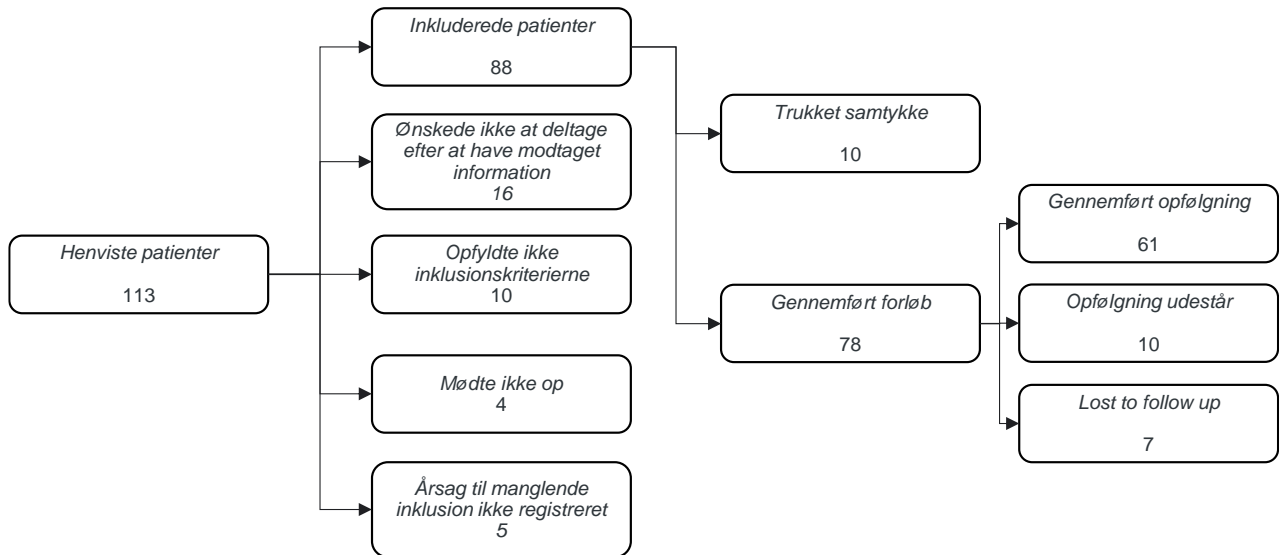 Henviste patienter
113
Inkluderede patienter
88
Ønskede ikke at deltage
efter at have modtaget
information
16
Opfyldte ikke
inklusionskriterierne
10
Mødte ikke op
4
Årsag til manglende
inklusion ikke registreret
5
Trukket samtykke
10
Gennemført forløb
78
Gennemført opfølgning
61
Opfølgning udestår
10
Lost to follow up
7